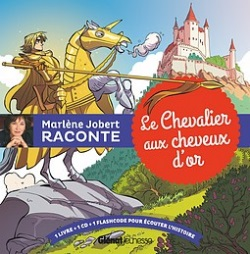 Marlène Jobert
RACONTE
Le Chevalier
aux cheveux
d'or
1 LIVRE + 1 CD + 1 FLASHCODE POUR ÉCOUTER L'HISTOIRE
Glénat Jeunesse